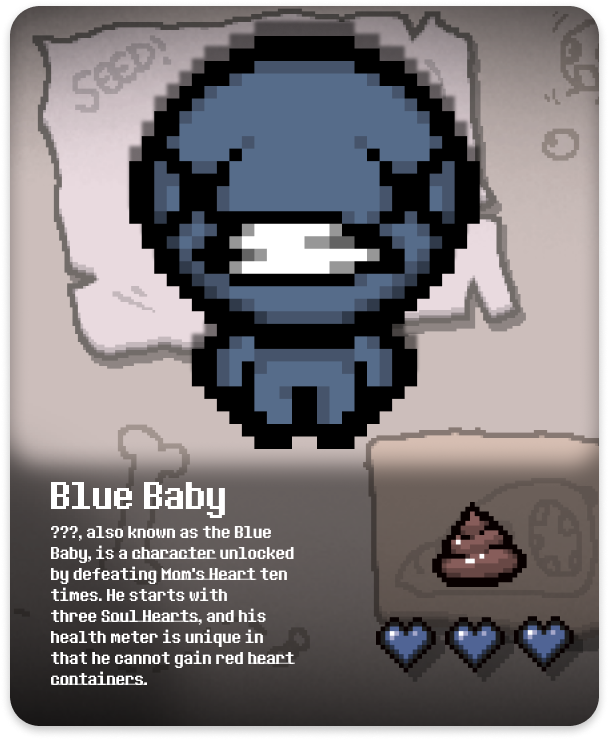 SEED!
Blue Baby
???, also known as the Blue
Baby, is a character unlocked
by defeating Mom's Heart ten
times. He starts with
three Soul Hearts, and his
health meter is unique in
that he cannot gain red heart
containers.